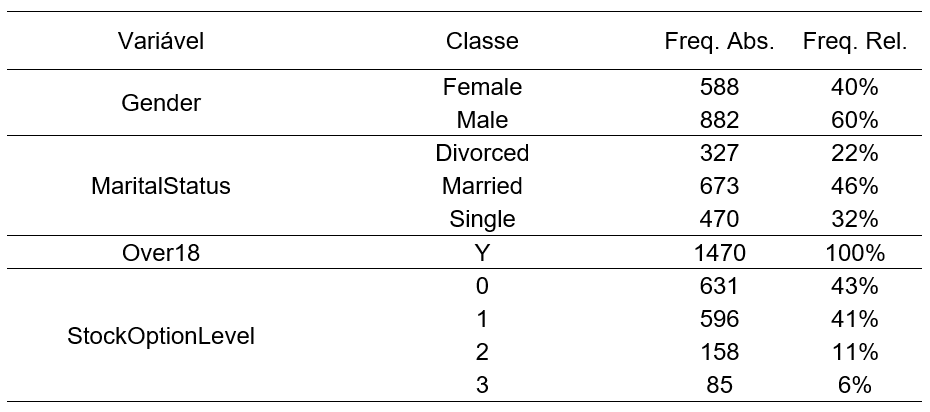 Variável Classe Freq. Abs. Freq. Rel.
Gender Female 588 40%
Male 882 60%
MaritalStatus Divorced 327 22%
Married 673 46%
Single 470 32%
Over18 Y 1470 100%
StockOptionLevel 0 631 43%
1 596 41%
2 158 11%
3 85 6%